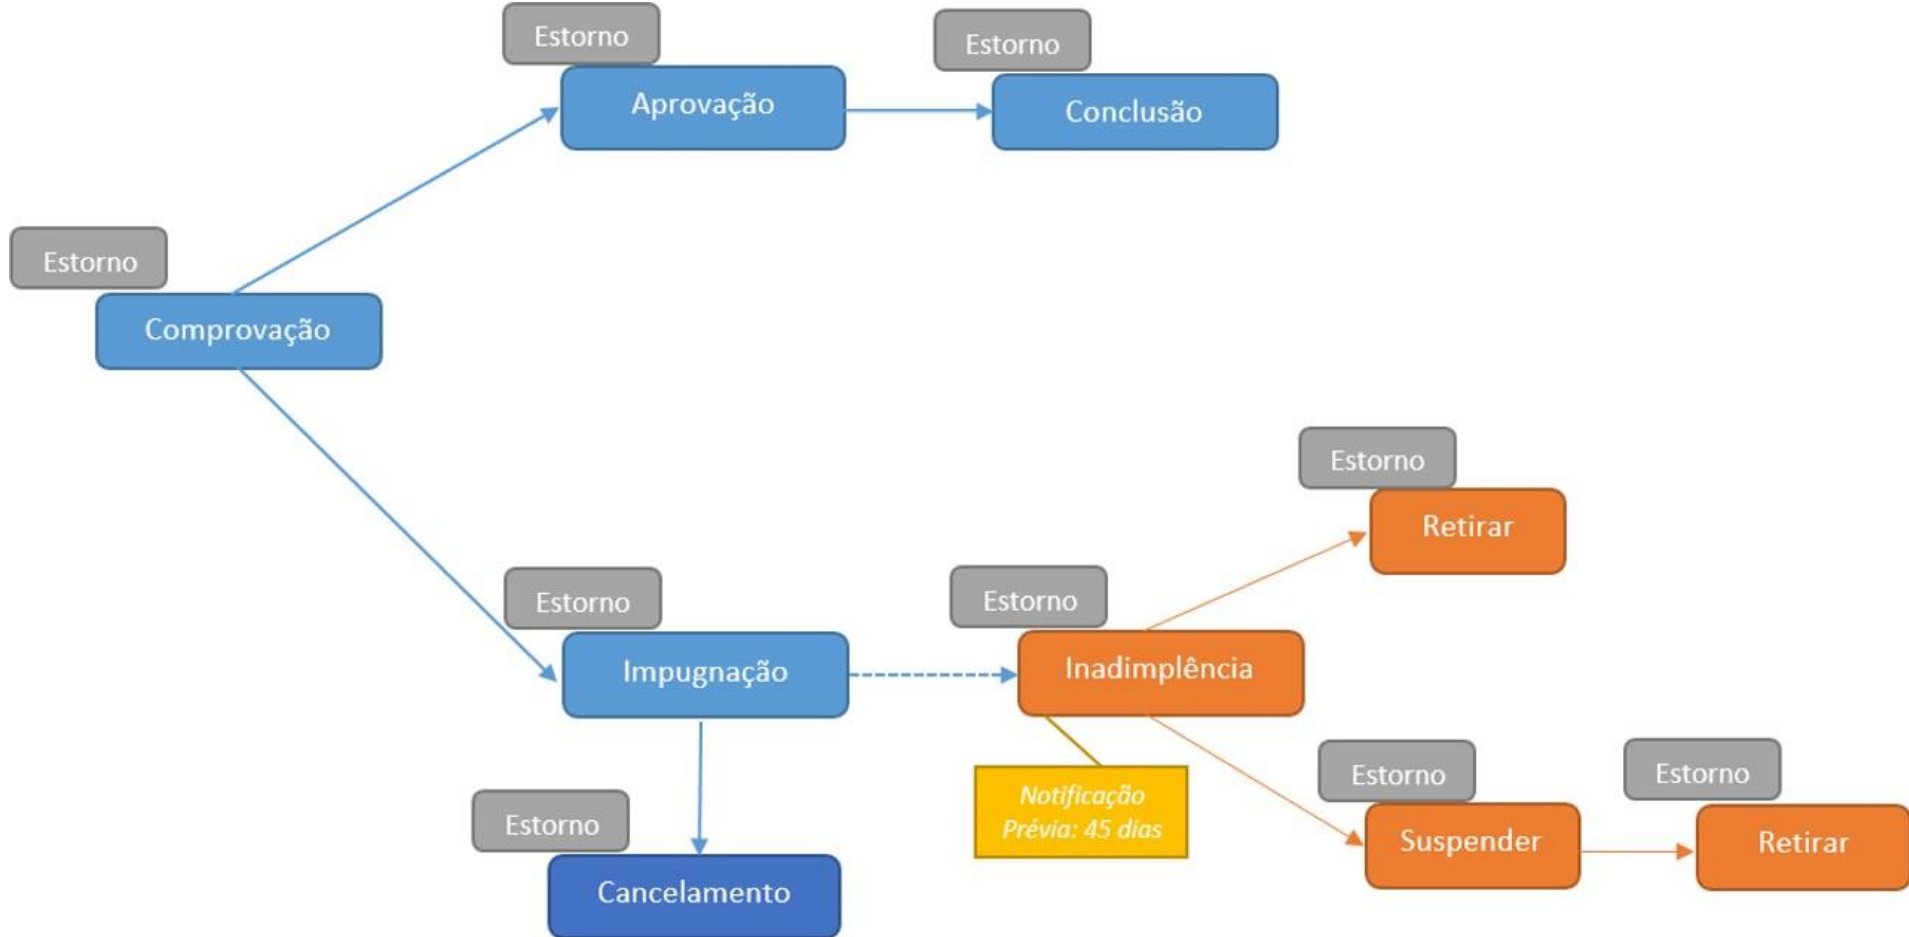 Estorno
Aprovação
Estorno
Conclusão
Estorno
Comprovação
Estorno
Retirar
Estorno
Impugnação
Estorno
Inadimplência
Notificação
Prévia: 45 dias
Estorno
Suspender
Estorno
Retirar
Estorno
Cancelamento